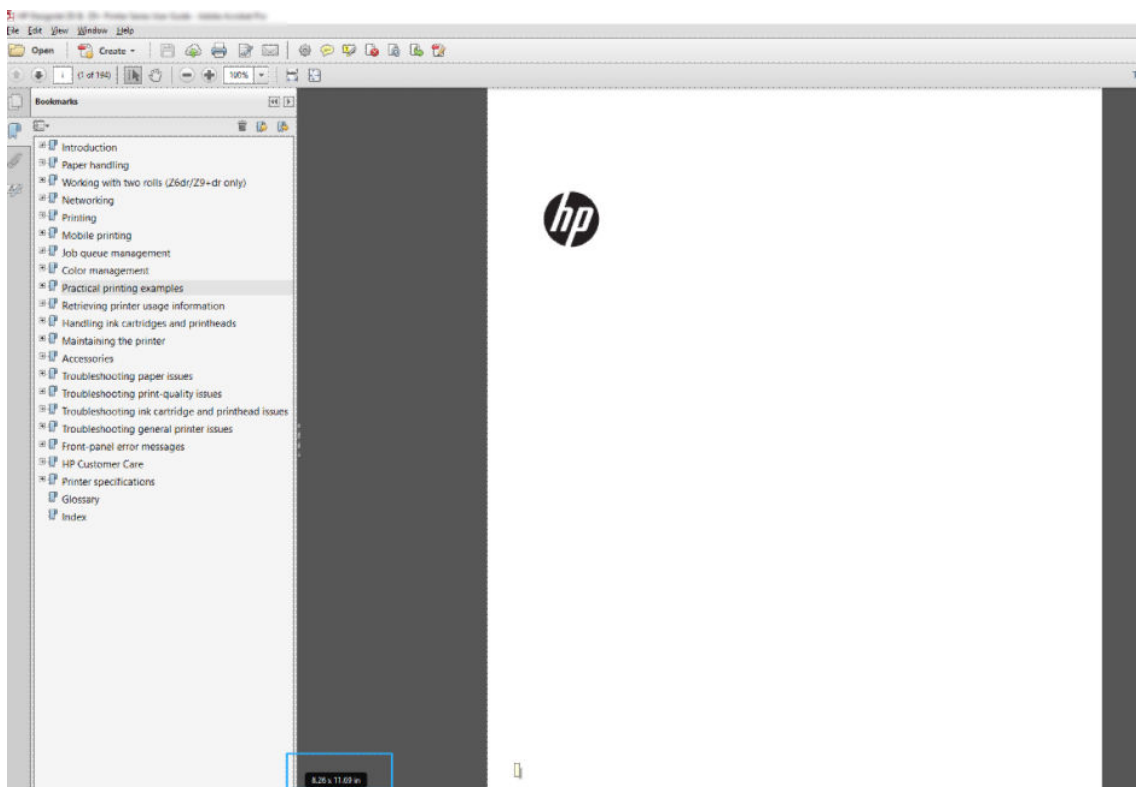 File Edit View Window Help
Open Create
i (1 of 194) 100%
Bookmarks
Introduction
Paper handling
Working with two rolls (Z6dr/Z9+dr only)
Networking
Printing
Mobile printing
Job queue management
Color management
Practical printing examples
Retrieving printer usage information
Handling ink cartridges and printheads
Maintaining the printer
Accessories
Troubleshooting paper issues
Troubleshooting print-quality issues
Troubleshooting ink cartridge and printhead issues
Troubleshooting general printer issues
Front-panel error messages
HP Customer Care
Printer specifications
Glossary
Index
hp
8.26 x 11.69 in